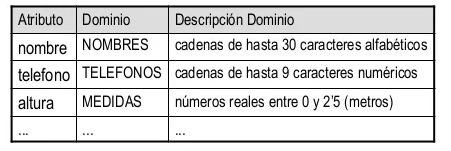 Atributo Dominio Descripción Dominio
nombre NOMBRES cadenas de hasta 30 caracteres alfabéticos
telefono TELEFONOS cadenas de hasta 9 caracteres numéricos
altura MEDIDAS números reales entre 0 y 2'5 (metros)
... ... ...